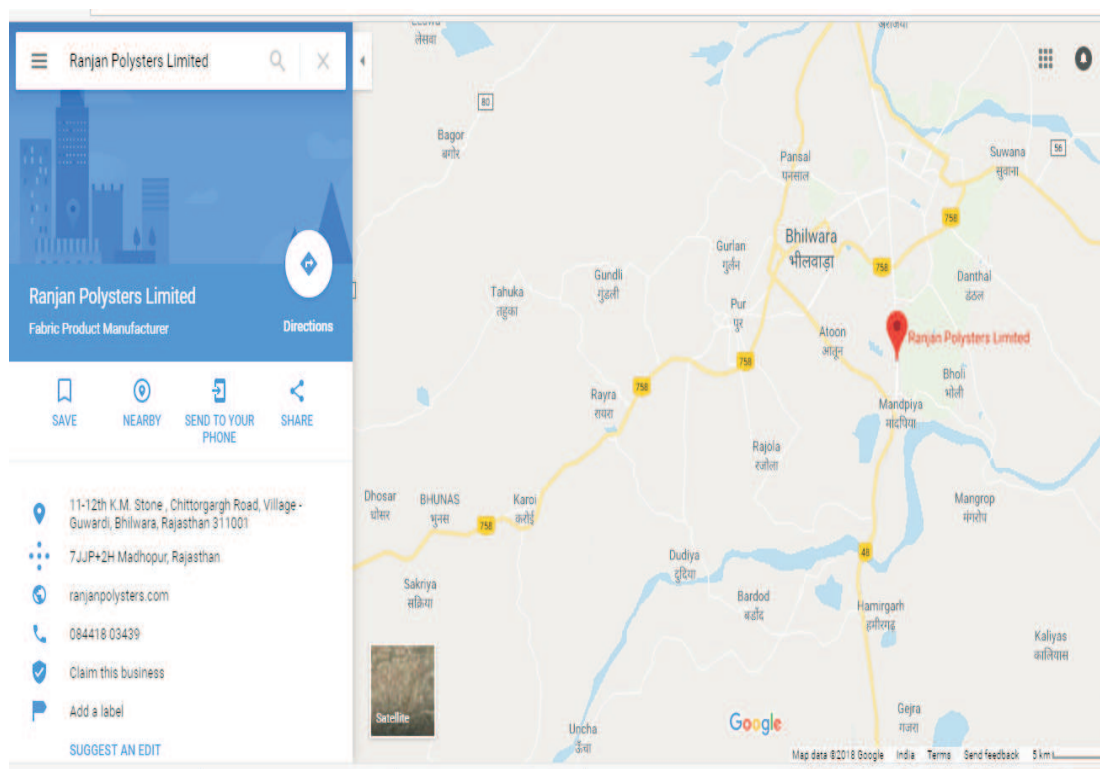 Ranjan Polysters Limited
Ranjan Polysters Limited
Fabric Product Manufacturer
Directions
SAVE
NEARBY
SEND TO YOUR
PHONE
SHARE
11-12th K.M. Stone , Chittorgargh Road, Village -
Guwardi, Bhilwara, Rajasthan 311001
7JJP+2H Madhopur, Rajasthan
ranjanpolysters.com
084418 03439
Claim this business
Add a label
SUGGEST AN EDIT
लेसवा
80
Bagor
बागोर
Pansal
पनसाल
Suwana
सुवाना
56
758
Bhilwara
भीलवाड़ा
758
Gurlan
गुर्लन
Danthal
डंठल
Gundli
गुंडली
Tahuka
तहुका
Pur
पुर
Atoon
आतून
Ranjan Polysters Limited
758
Bholi
भोली
758
Rayra
रायरा
Mandpiya
मादपिया
Rajola
रजोला
Dhosar
घोसर
BHUNAS
भुनस
Karoi
करोई
758
Mangrop
मंगरोप
48
Dudiya
दुदिया
Sakriya
सक्रिया
Bardod
बर्डोद
Hamirgarh
हमीरगढ़
Kaliyas
कालियास
Satellite
Gejra
गजरा
Uncha
ऊँचा
Google
Map data ©2018 Google India Terms Send feedback 5 km